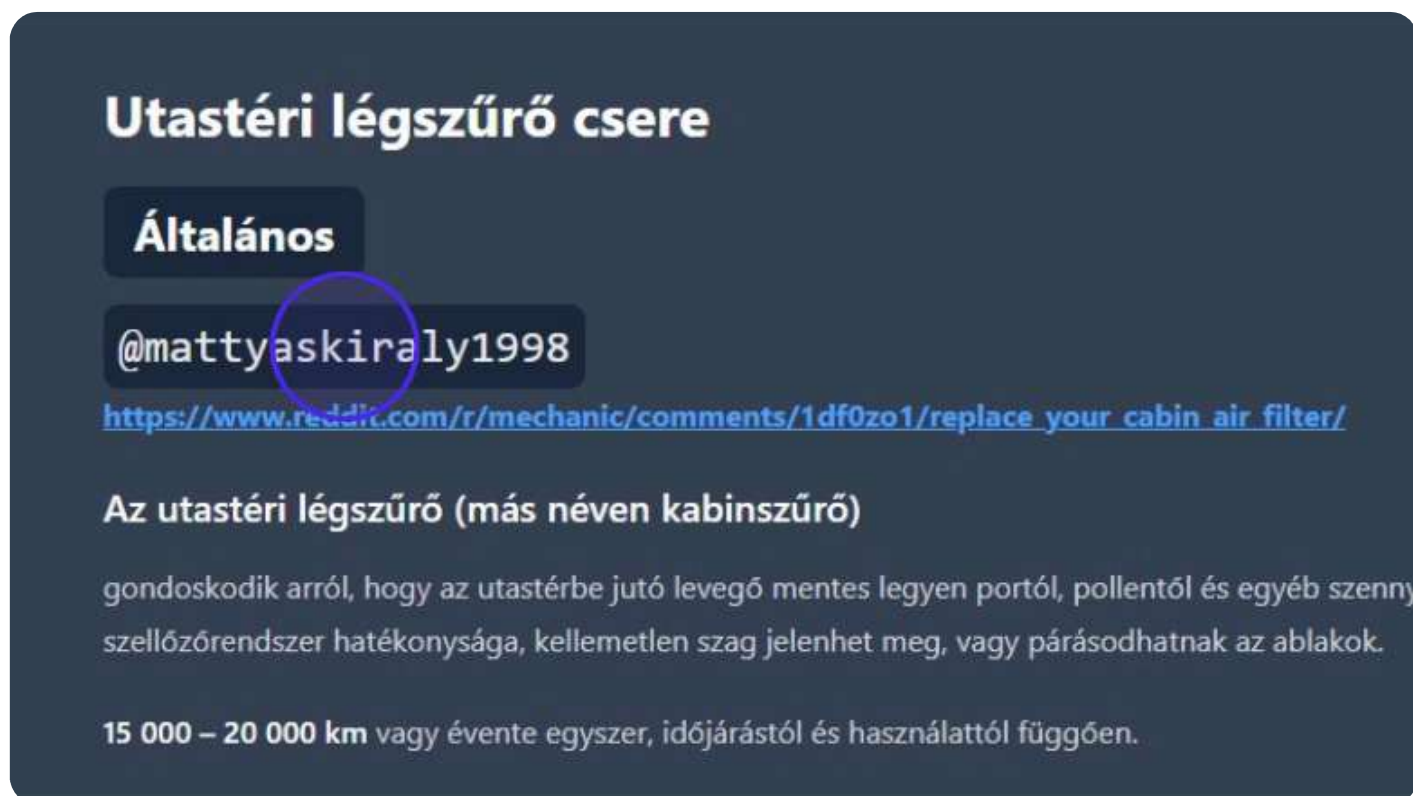 Utastéri légszűrő csere
Általános
@mattyaskiraly1998
https://www.reddit.com/r/mechanic/comments/1df0zo1/replace_your_cabin_air_filter/
Az utastéri légszűrő (más néven kabinszűrő)
gondoskodik arról, hogy az utastérbe jutó levegő mentes legyen portól, pollentől és egyéb
szellőzőrendszer hatékonysága, kellemetlen szag jelenhet meg, vagy párásodhatnak az ablakok.
15 000 – 20 000 km vagy évente egyszer, időjárástól és használattól függően.